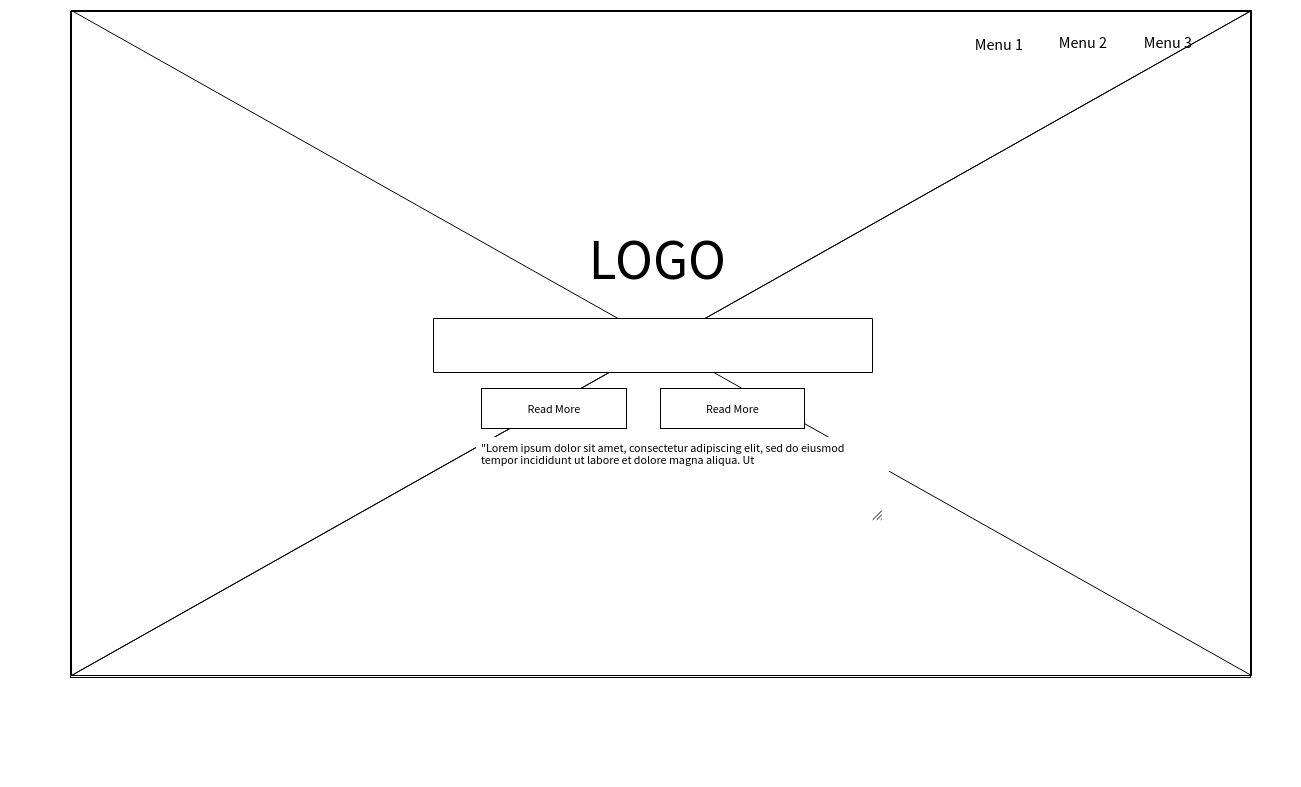 Menu 1 Menu 2 Menu 3
LOGO
Read More Read More
"Lorem ipsum dolor sit amet, consectetur adipiscing elit, sed do eiusmod
tempor incididunt ut labore et dolore magna aliqua. Ut